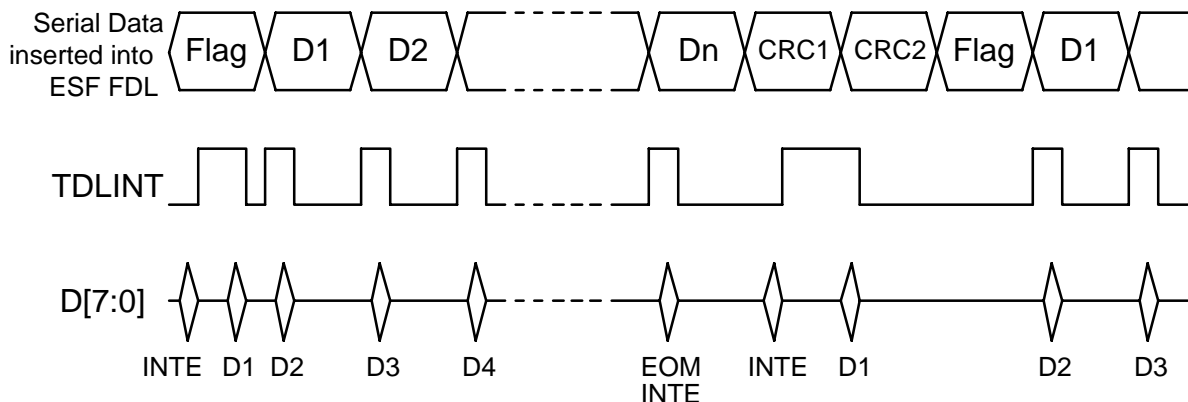 Serial Data
inserted into
ESF FDL
Flag D1 D2 Dn CRC1 CRC2 Flag D1
TDLINT
D[7:0]
INTE D1 D2 D3 D4 EOM INTE D1 D2 D3
INTE